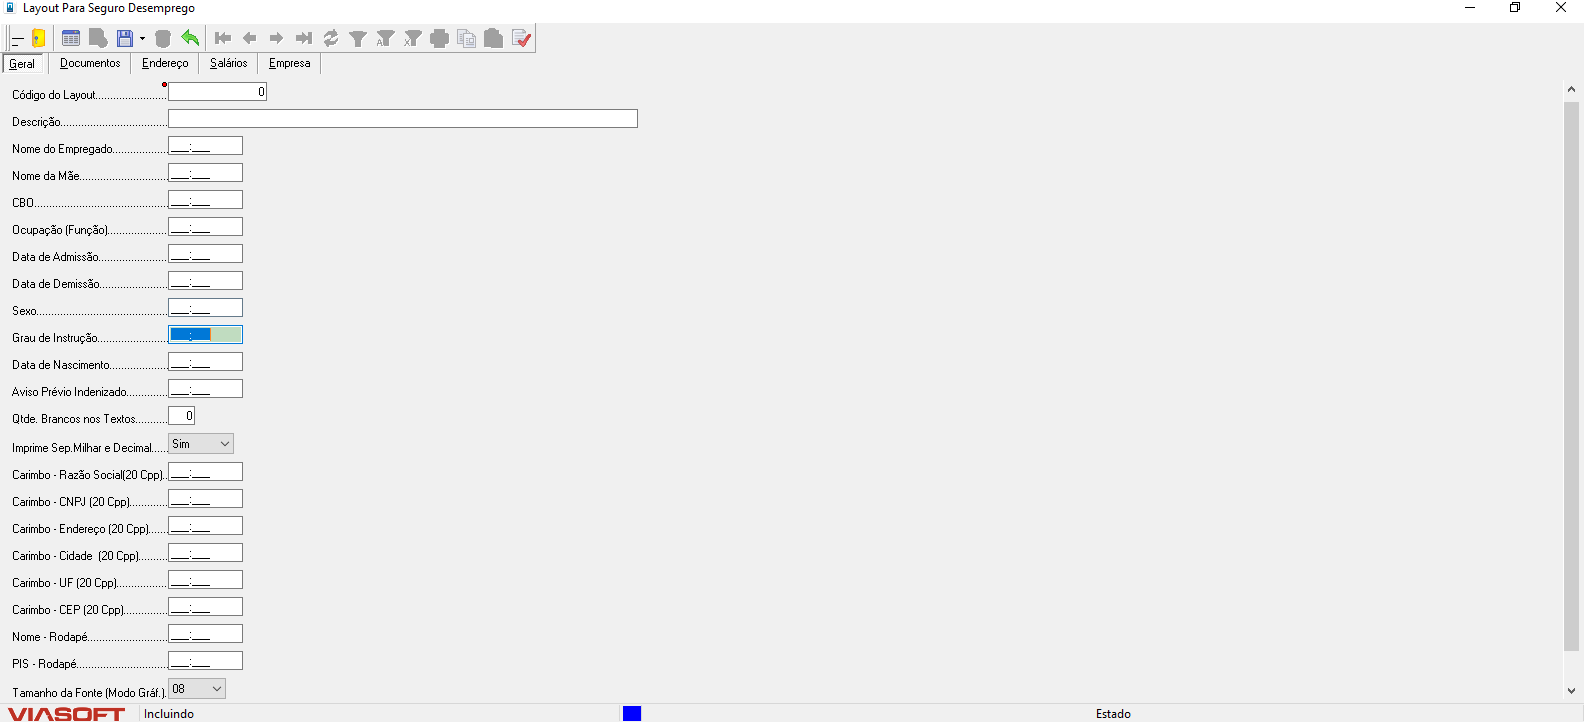 Layout Para Seguro Desemprego
Geral Documentos Endereço Salários Empresa
Código do Layout........................ 0
Descrição....................................
Nome do Empregado.................. ___:___
Nome da Mãe............................. ___:___
CBO............................................. ___:___
Ocupação (Função)................... ___:___
Data de Admissão...................... ___:___
Data de Demissão...................... ___:___
Sexo............................................ ___:___
Grau de Instrução....................... ___:___
Data de Nascimento................... ___:___
Aviso Prévio Indenizado............. ___:___
Qtde. Brancos nos Textos.......... 0
Imprime Sep.Milhar e Decimal..... Sim
Carimbo - Razão Social(20 Cpp).. ___:___
Carimbo - CNPJ (20 Cpp)............ ___:___
Carimbo - Endereço (20 Cpp)...... ___:___
Carimbo - Cidade  (20 Cpp)......... ___:___
Carimbo - UF (20 Cpp)................ ___:___
Carimbo - CEP (20 Cpp).............. ___:___
Nome - Rodapé.......................... ___:___
PIS - Rodapé.............................. ___:___
Tamanho da Fonte (Modo Gráf.). 08
VIASOFT Incluindo Estado